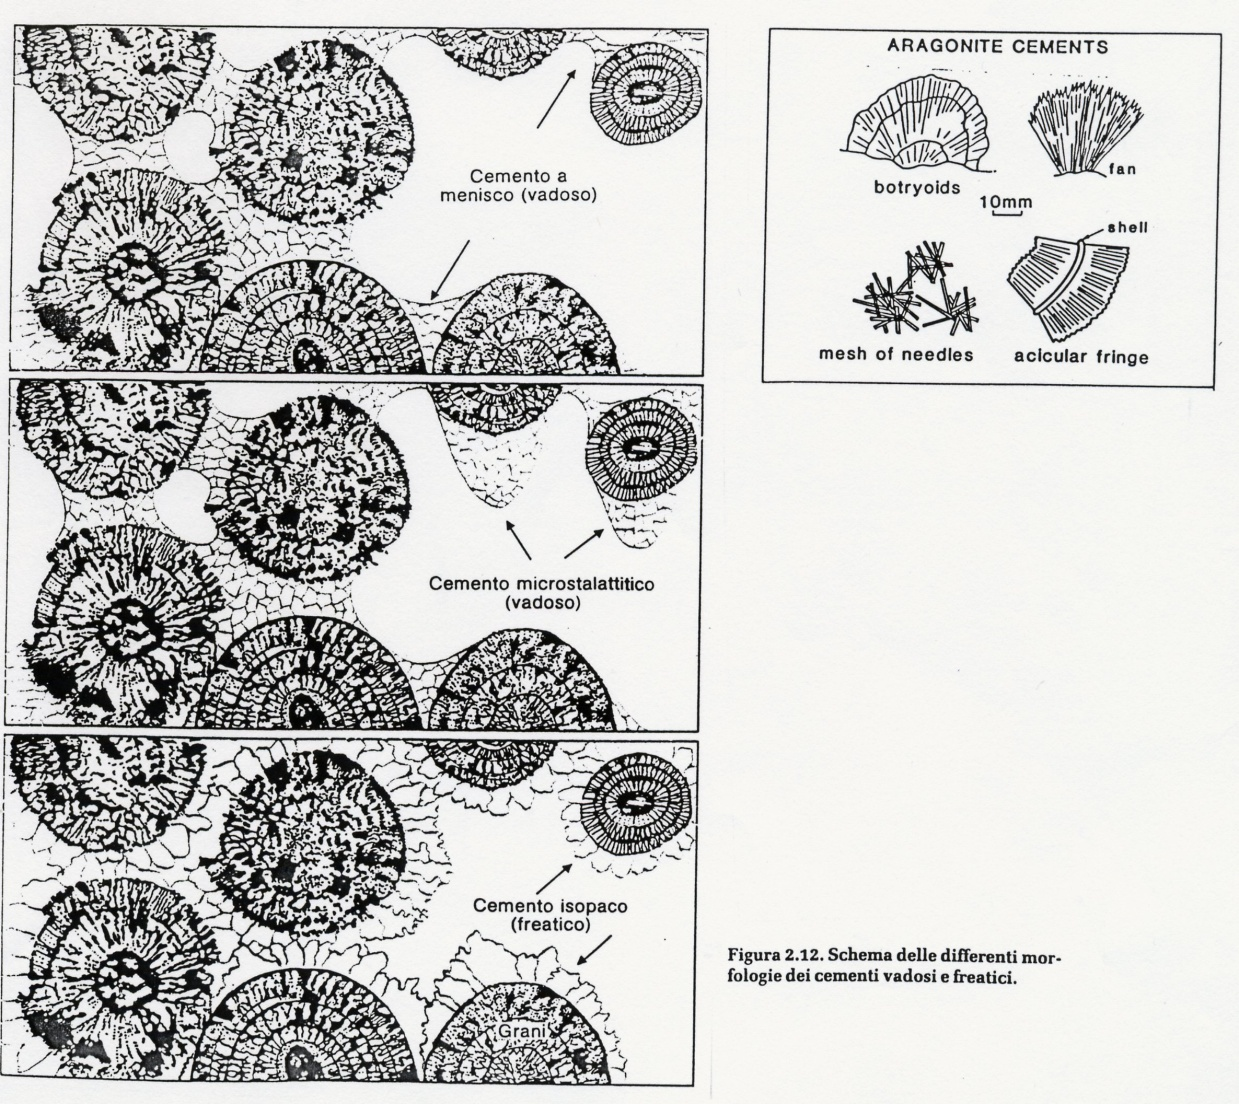 Cemento a
menisco (vadoso)
Cemento microstalattitico
(vadoso)
Cemento isopaco
(freatico)
Grani
ARAGONITE CEMENTS
botryoids
fan
10mm
shell
mesh of needles
acicular fringe
Figura 2.12. Schema delle differenti mor-
fologie dei cementi vadosi e freatici.